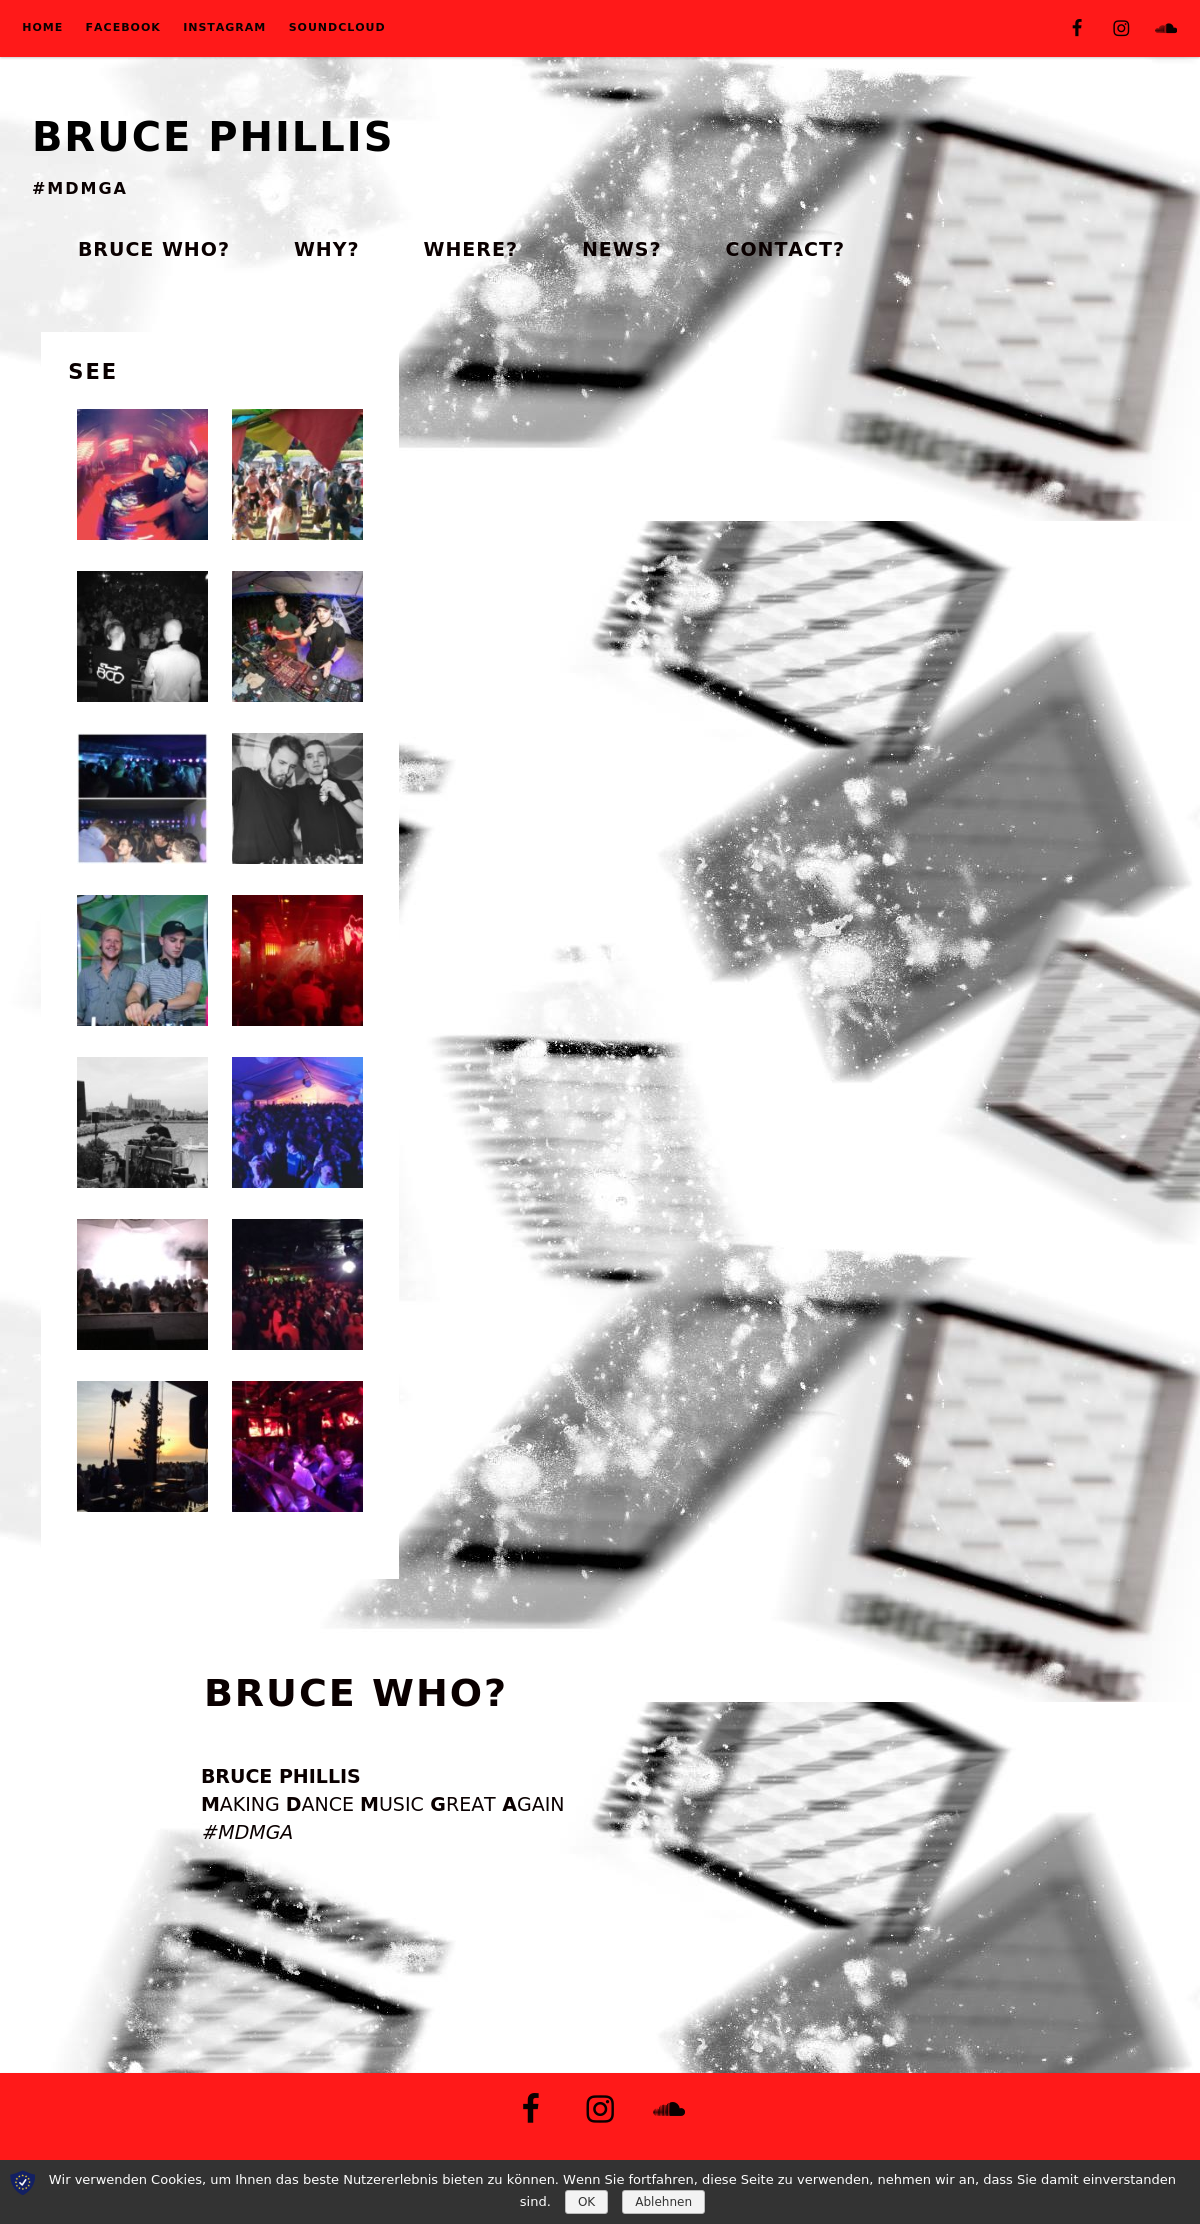 HOME FACEBOOK INSTAGRAM SOUNDCLOUD
BRUCE PHILLIS
#MDMGA
BRUCE WHO? WHY? WHERE? NEWS? CONTACT?
SEE
BRUCE WHO?
BRUCE PHILLIS
MAKING DANCE MUSIC GREAT AGAIN
#MDMGA
Wir verwenden Cookies, um Ihnen das beste Nutzererlebnis bieten zu können. Wenn Sie fortfahren, diese Seite zu verwenden, nehmen wir an, dass Sie damit einverstanden
sind. OK Ablehnen